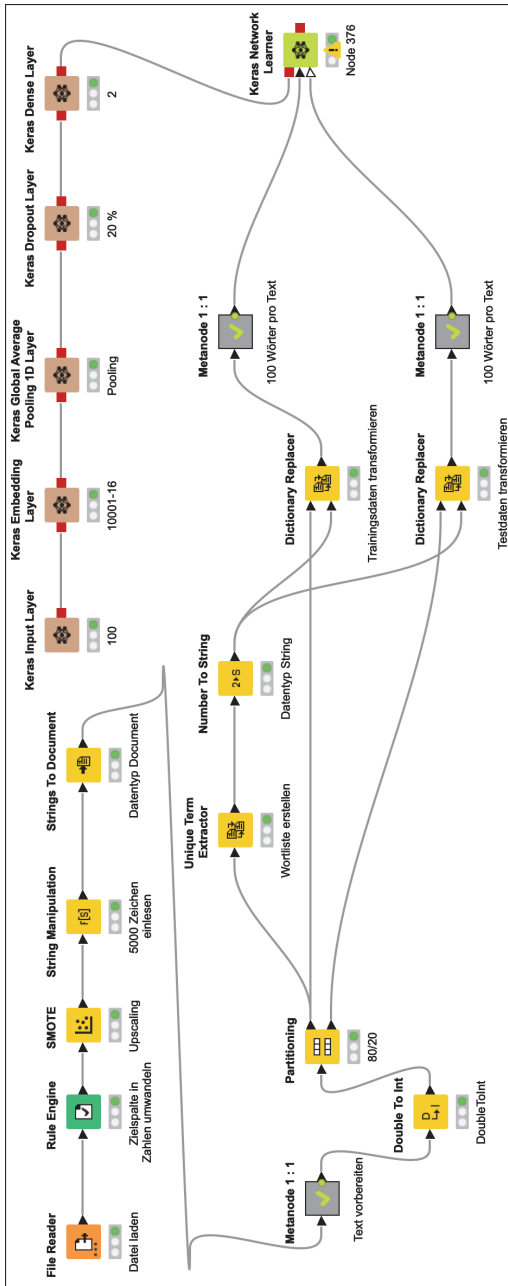 File Reader
Datei laden
Rule Engine
Zielspalte in
Zahlen umwandeln
SMOTE
Upscaling
String Manipulation
F[S]
5000 Zeichen
einlesen
Strings To Document
Datentyp Document
Keras Input Layer
100
Keras Embedding
Layer
10001-16
Keras Global Average
Pooling 1D Layer
Pooling
Keras Dropout Layer
20 %
Keras Dense Layer
2
Metanode 1 : 1
Text vorbereiten
Double To Int
D
I
DoubleToInt
Partitioning
80/20
Unique Term
Extractor
Wortliste erstellen
Number To String
2▸S
Datentyp String
Dictionary Replacer
Trainingsdaten transformieren
Metanode 1 : 1
100 Wörter pro Text
Dictionary Replacer
Testdaten transformieren
Metanode 1 : 1
100 Wörter pro Text
Keras Network
Learner
Node 376